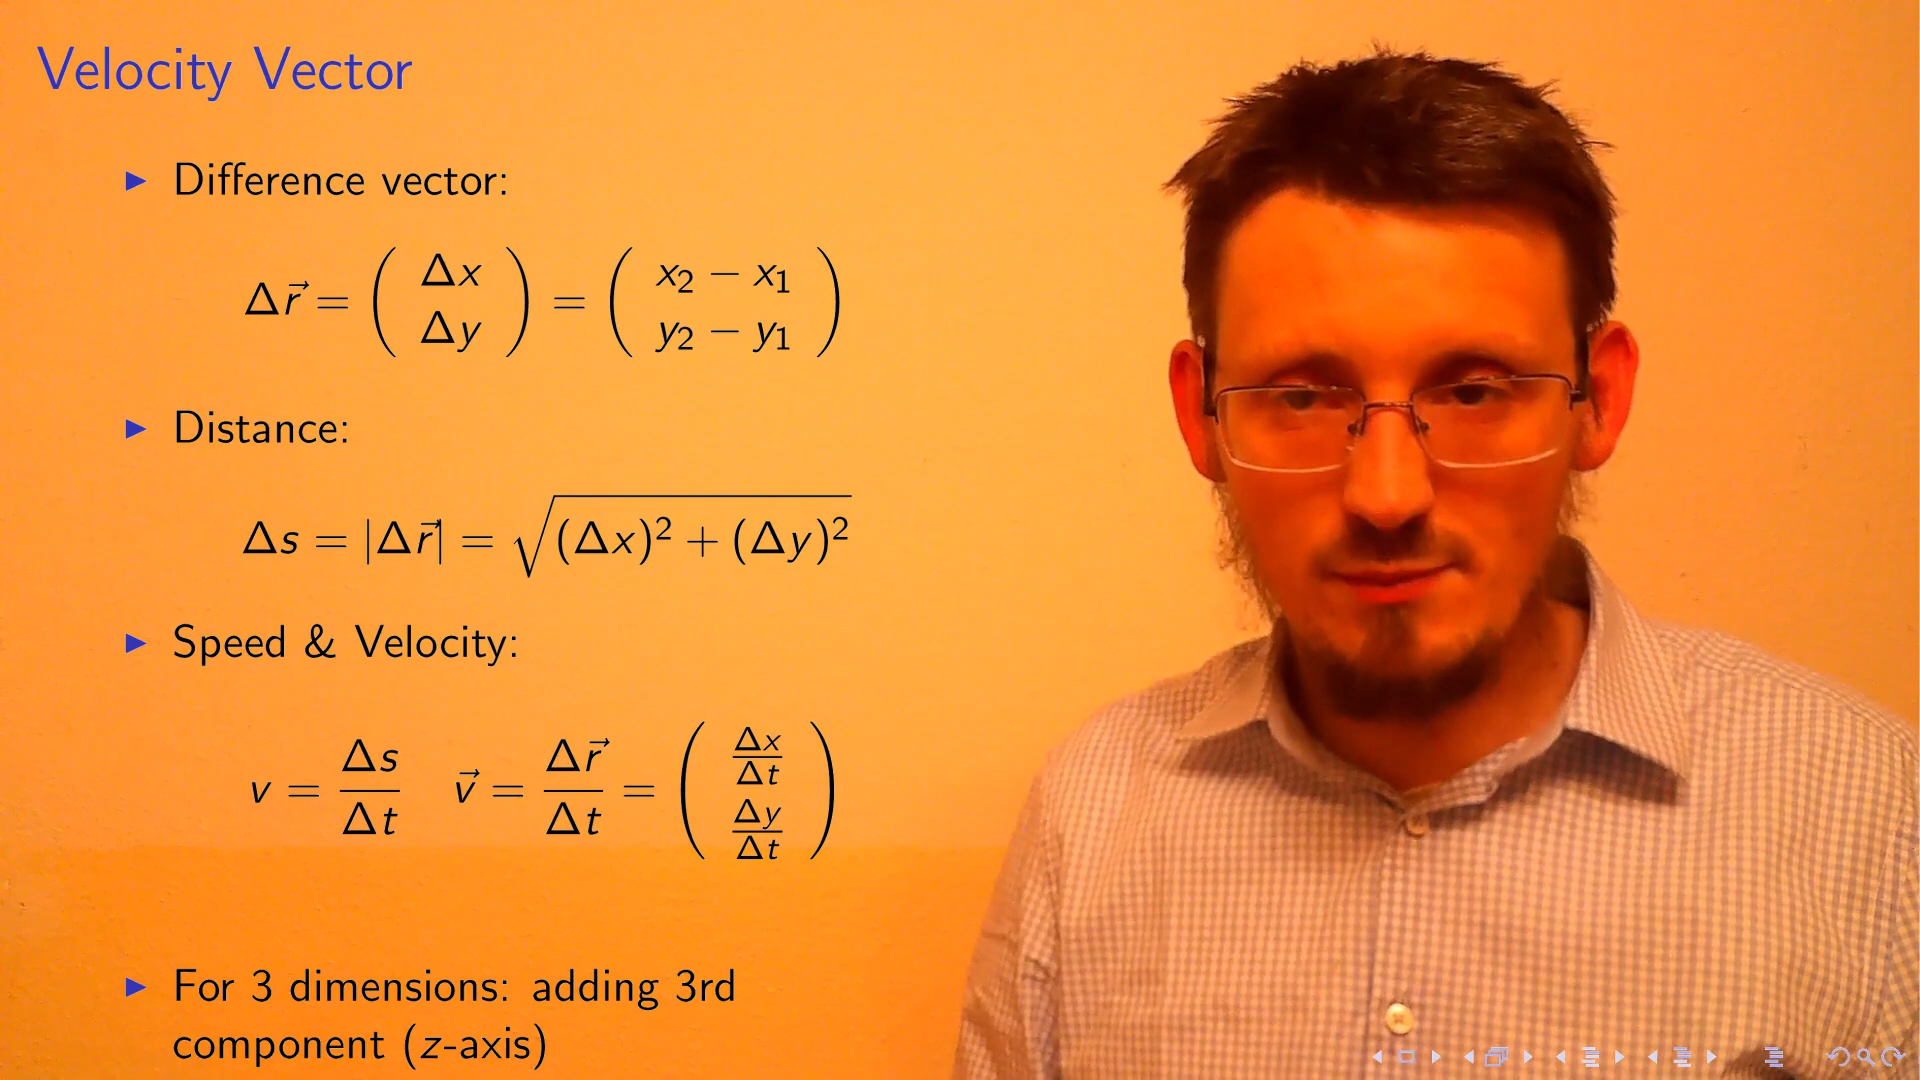 Velocity Vector
▶ Difference vector:
Δr⃗ = ( Δx Δy ) = ( x₂ − x₁ y₂ − y₁ )
▶ Distance:
Δs = |Δr⃗| = √(Δx)² + (Δy)²
▶ Speed & Velocity:
v = Δs/Δt v⃗ = Δr⃗/Δt = ( Δx/Δt Δy/Δt )
▶ For 3 dimensions: adding 3rd
component (z-axis)